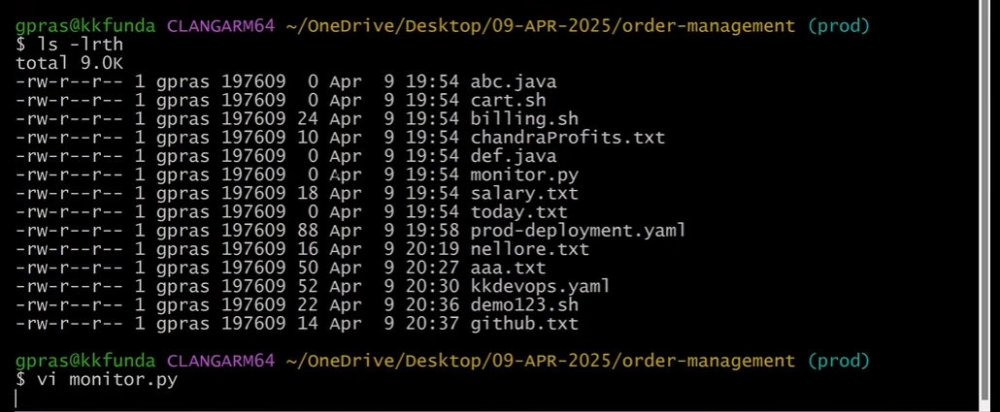 gpras@kkfunda CLANGARM64 ~/OneDrive/Desktop/09-APR-2025/order-management (prod)
$ ls -lrth
total 9.0K
-rw-r--r-- 1 gpras 197609  0 Apr  9 19:54 abc.java
-rw-r--r-- 1 gpras 197609  0 Apr  9 19:54 cart.sh
-rw-r--r-- 1 gpras 197609 24 Apr  9 19:54 billing.sh
-rw-r--r-- 1 gpras 197609 10 Apr  9 19:54 chandraProfits.txt
-rw-r--r-- 1 gpras 197609  0 Apr  9 19:54 def.java
-rw-r--r-- 1 gpras 197609  0 Apr  9 19:54 monitor.py
-rw-r--r-- 1 gpras 197609 18 Apr  9 19:54 salary.txt
-rw-r--r-- 1 gpras 197609  0 Apr  9 19:54 today.txt
-rw-r--r-- 1 gpras 197609 88 Apr  9 19:58 prod-deployment.yaml
-rw-r--r-- 1 gpras 197609 16 Apr  9 20:19 nellore.txt
-rw-r--r-- 1 gpras 197609 50 Apr  9 20:27 aaa.txt
-rw-r--r-- 1 gpras 197609 52 Apr  9 20:30 kkdevops.yaml
-rw-r--r-- 1 gpras 197609 22 Apr  9 20:36 demo123.sh
-rw-r--r-- 1 gpras 197609 14 Apr  9 20:37 github.txt
gpras@kkfunda CLANGARM64 ~/OneDrive/Desktop/09-APR-2025/order-management (prod)
$ vi monitor.py